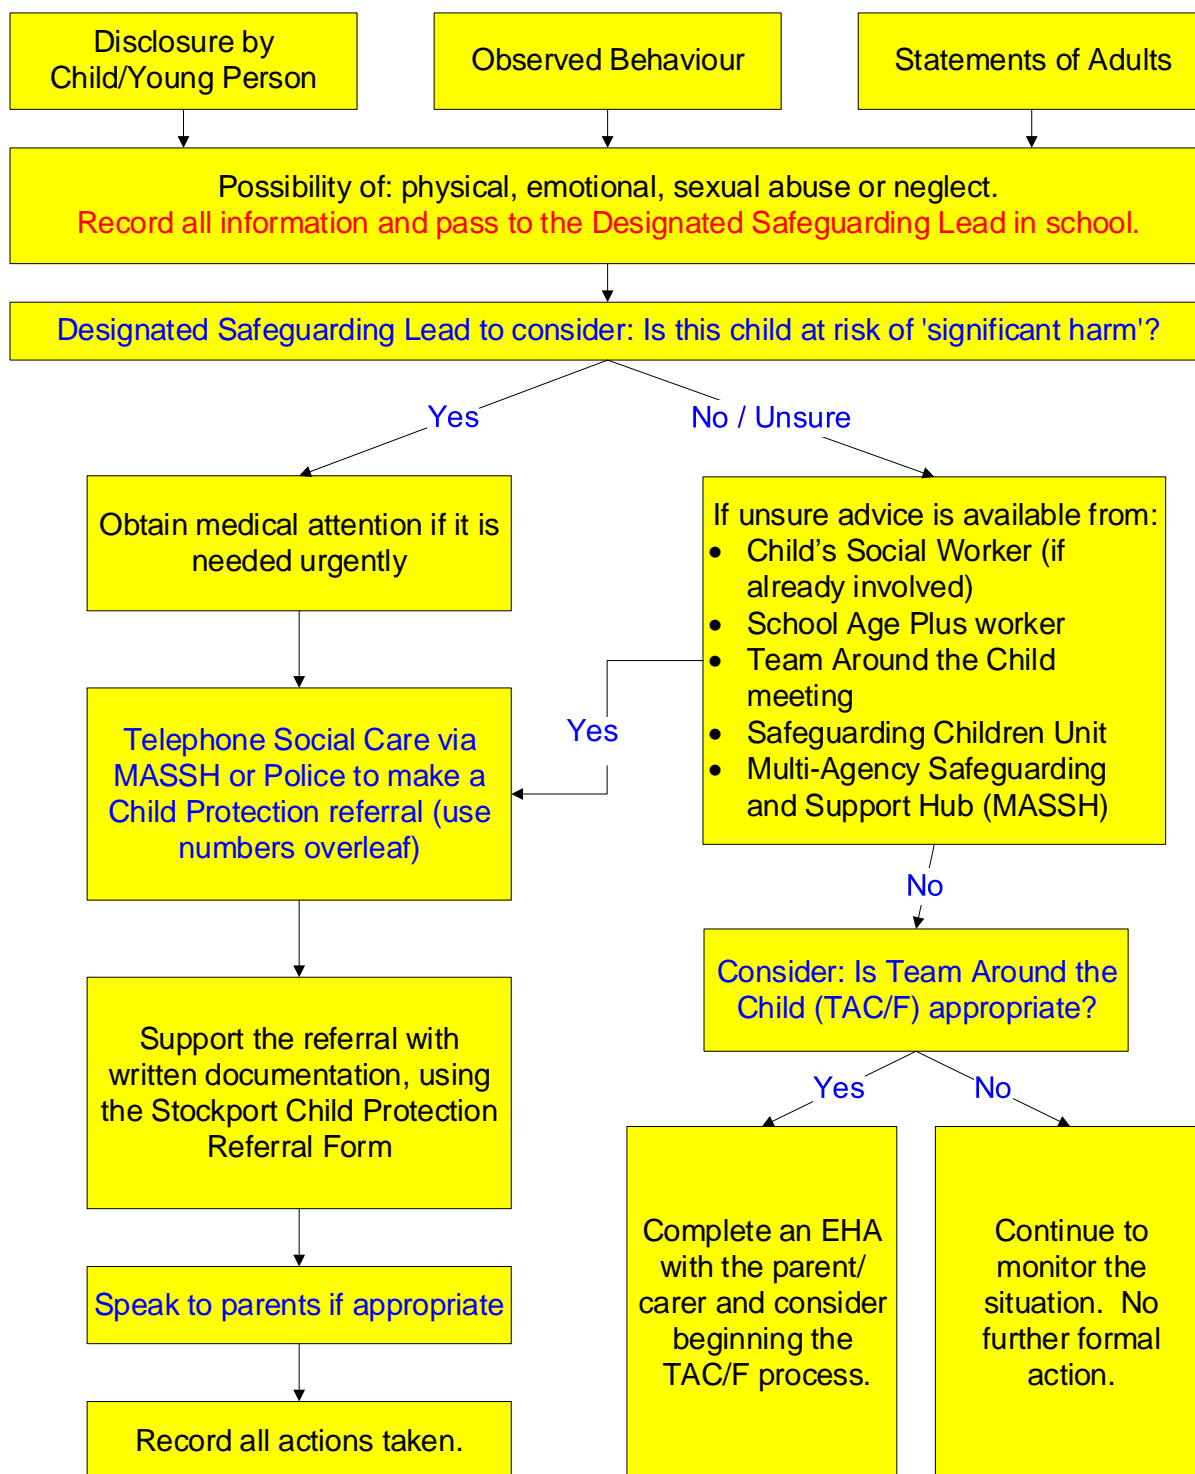 Disclosure by
Child/Young Person
Observed Behaviour
Statements of Adults
Possibility of: physical, emotional, sexual abuse or neglect.
Record all information and pass to the Designated Safeguarding Lead in school.
Designated Safeguarding Lead to consider: Is this child at risk of 'significant harm'?
Yes
No / Unsure
Obtain medical attention if it is
needed urgently
If unsure advice is available from:
• Child’s Social Worker (if
already involved)
• School Age Plus worker
• Team Around the Child
meeting
• Safeguarding Children Unit
• Multi-Agency Safeguarding
and Support Hub (MASSH)
Yes
Telephone Social Care via
MASSH or Police to make a
Child Protection referral (use
numbers overleaf)
No
Consider: Is Team Around the
Child (TAC/F) appropriate?
Support the referral with
written documentation, using
the Stockport Child Protection
Referral Form
Yes
No
Complete an EHA
with the parent/
carer and consider
beginning the
TAC/F process.
Continue to
monitor the
situation.  No
further formal
action.
Speak to parents if appropriate
Record all actions taken.